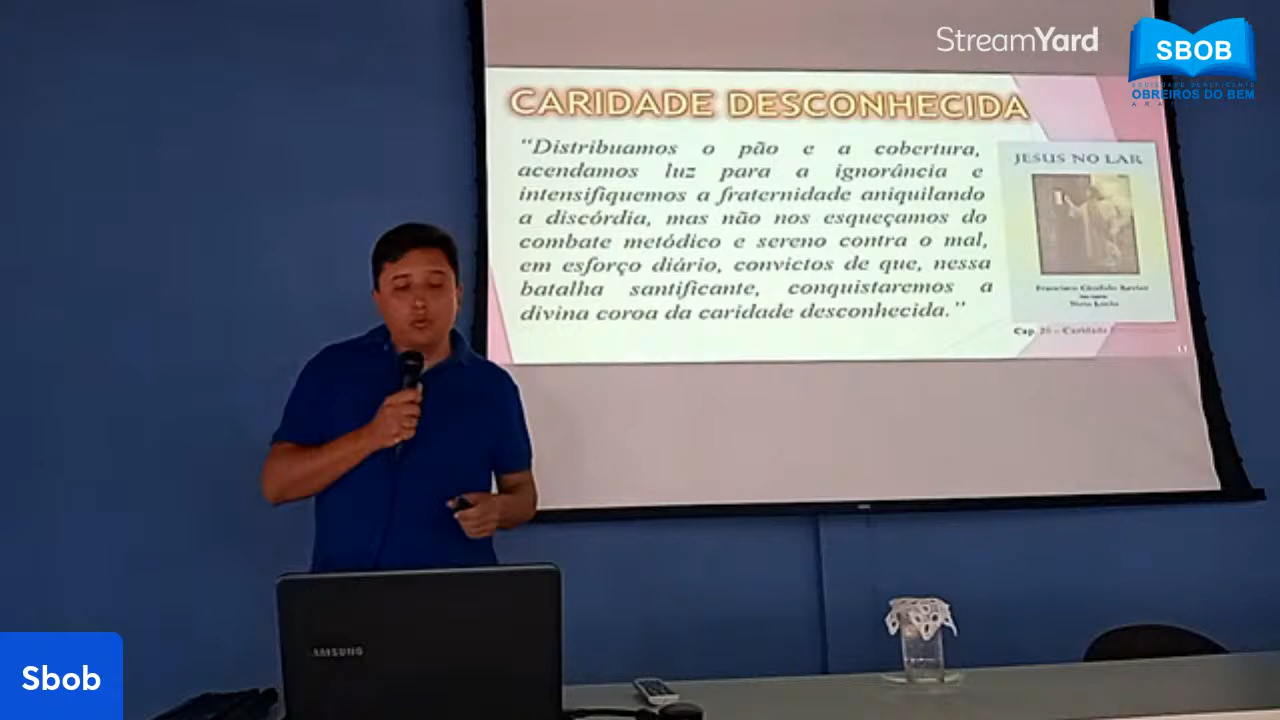 StreamYard
SBOB
OBREIROS DO BEM
CARIDADE DESCONHECIDA
“Distribuamos o pão e a cobertura,
acendamos luz para a ignorância e
intensifiquemos a fraternidade aniquilando
a discórdia, mas não nos esqueçamos do
combate metódico e sereno contra o mal,
em esforço diário, convictos de que, nessa
batalha santificante, conquistaremos a
divina coroa da caridade desconhecida.”
JESUS NO LAR
Francisco Cândido Xavier
Neio Lúcio
Cap. 20 – Caridade
SAMSUNG
Sbob